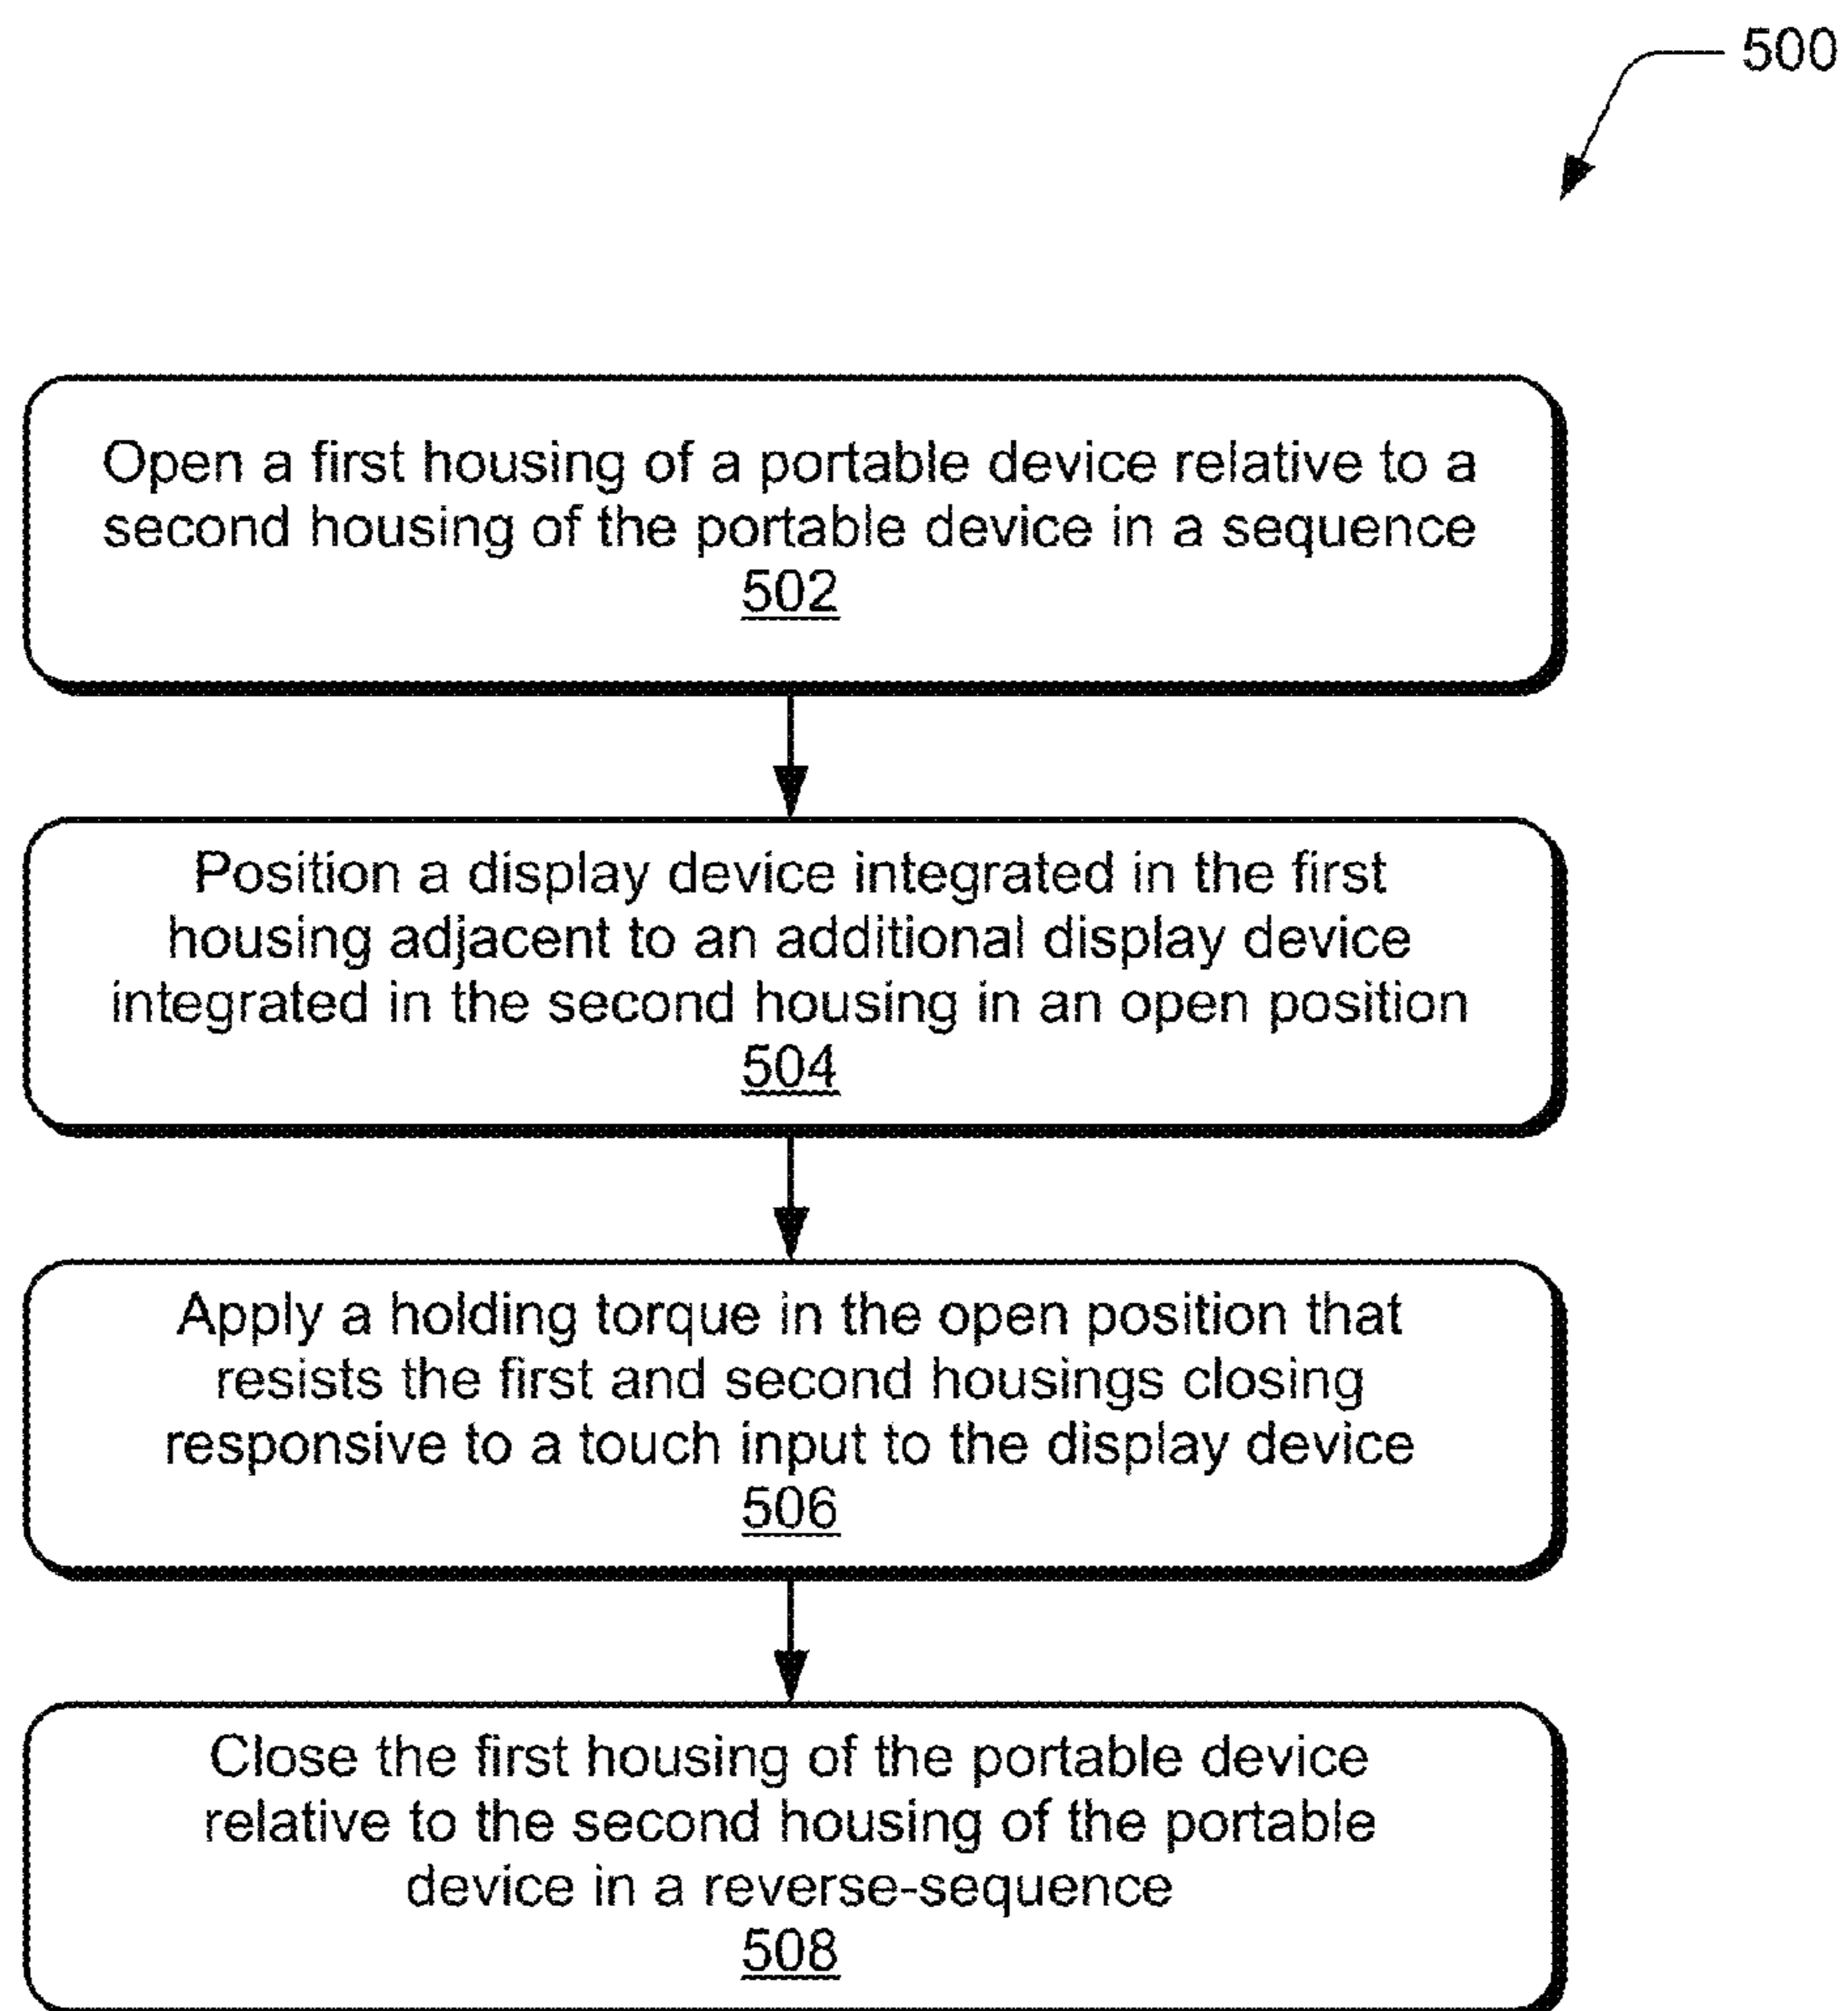 500
Open a first housing of a portable device relative to a
second housing of the portable device in a sequence
502
Position a display device integrated in the first
housing adjacent to an additional display device
integrated in the second housing in an open position
504
Apply a holding torque in the open position that
resists the first and second housings closing
responsive to a touch input to the display device
506
Close the first housing of the portable device
relative to the second housing of the portable
device in a reverse-sequence
508